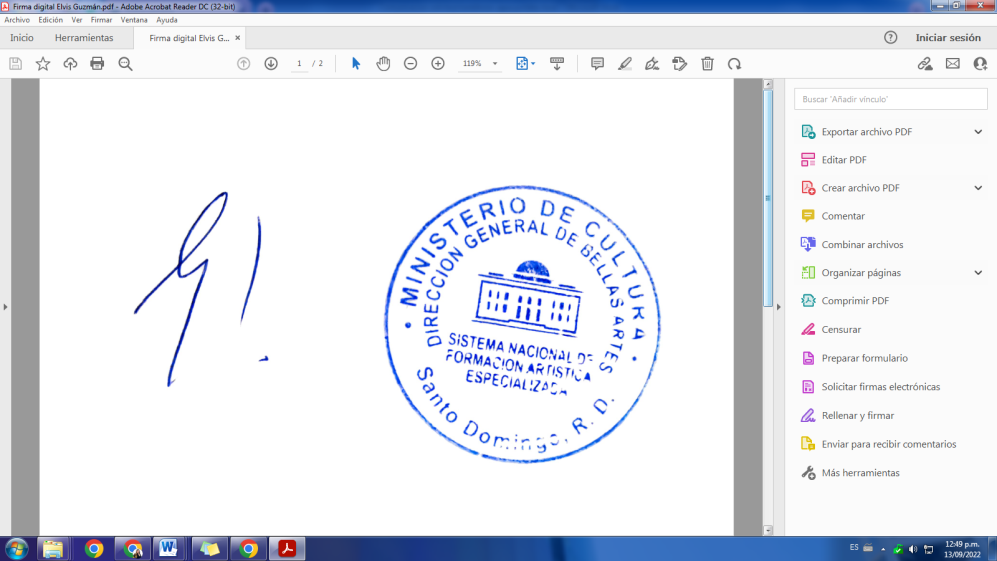 Firma digital Elvis Guzmán.pdf - Adobe Acrobat Reader DC (32-bit)
Archivo Edición Ver Firmar Ventana Ayuda
Inicio Herramientas Firma digital Elvis G... × Iniciar sesión
1 / 2 119%
Buscar 'Añadir vínculo'
Exportar archivo PDF
Editar PDF
Crear archivo PDF
Comentar
Combinar archivos
Organizar páginas
Comprimir PDF
Censurar
Preparar formulario
Solicitar firmas electrónicas
Rellenar y firmar
Enviar para recibir comentarios
Más herramientas
MINISTERIO DE CULTURA
DIRECCION GENERAL DE BELLAS ARTES
SISTEMA NACIONAL DE
FORMACION ARTISTICA
ESPECIALIZADA
Santo Domingo, R. D.
ES
12:49 p.m.
13/09/2022